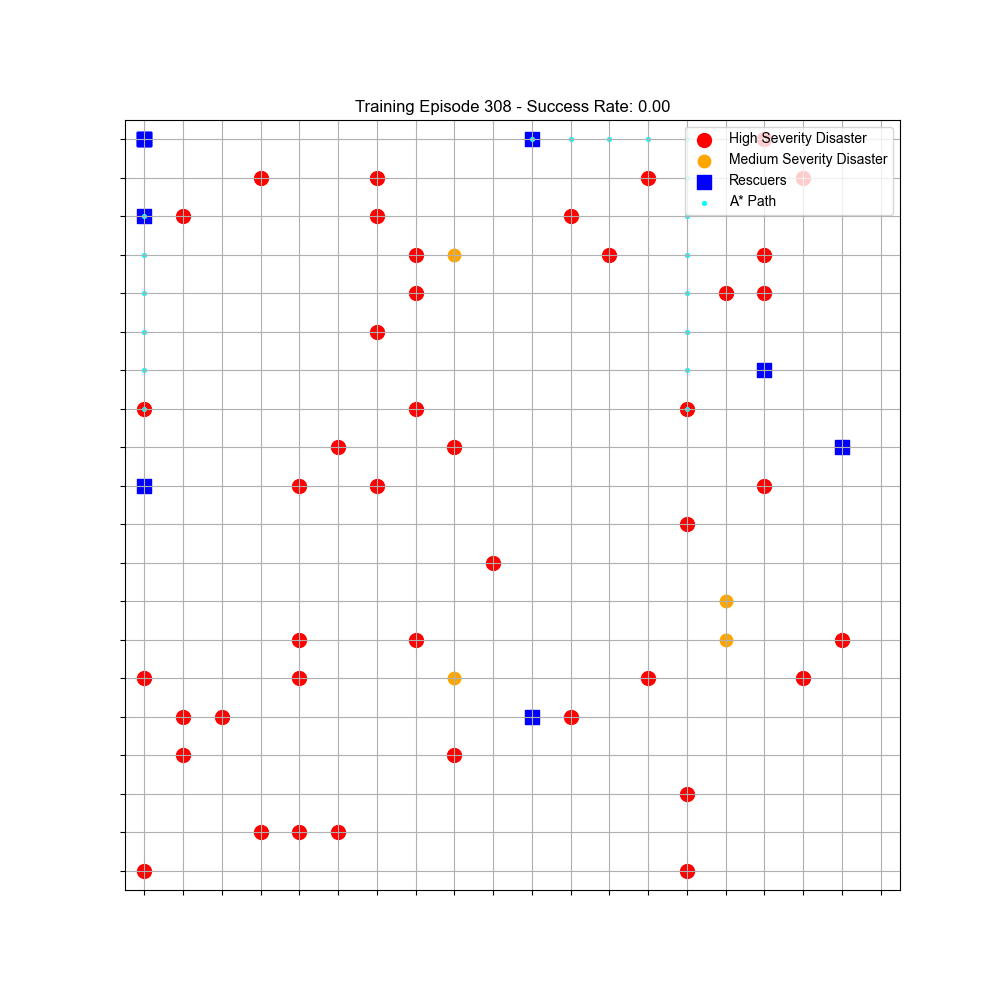 Training Episode 308 - Success Rate: 0.00
High Severity Disaster
Medium Severity Disaster
Rescuers
A* Path